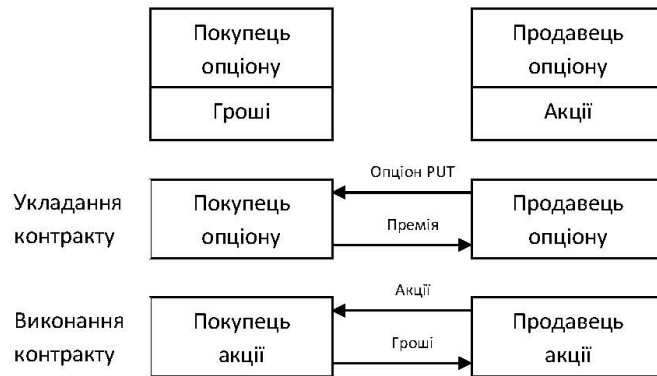 Покупець
опціону
Гроші
Продавець
опціону
Акції
Укладання
контракту
Покупець
опціону
Опціон PUT
Премія
Продавець
опціону
Виконання
контракту
Покупець
акції
Акції
Гроші
Продавець
акції